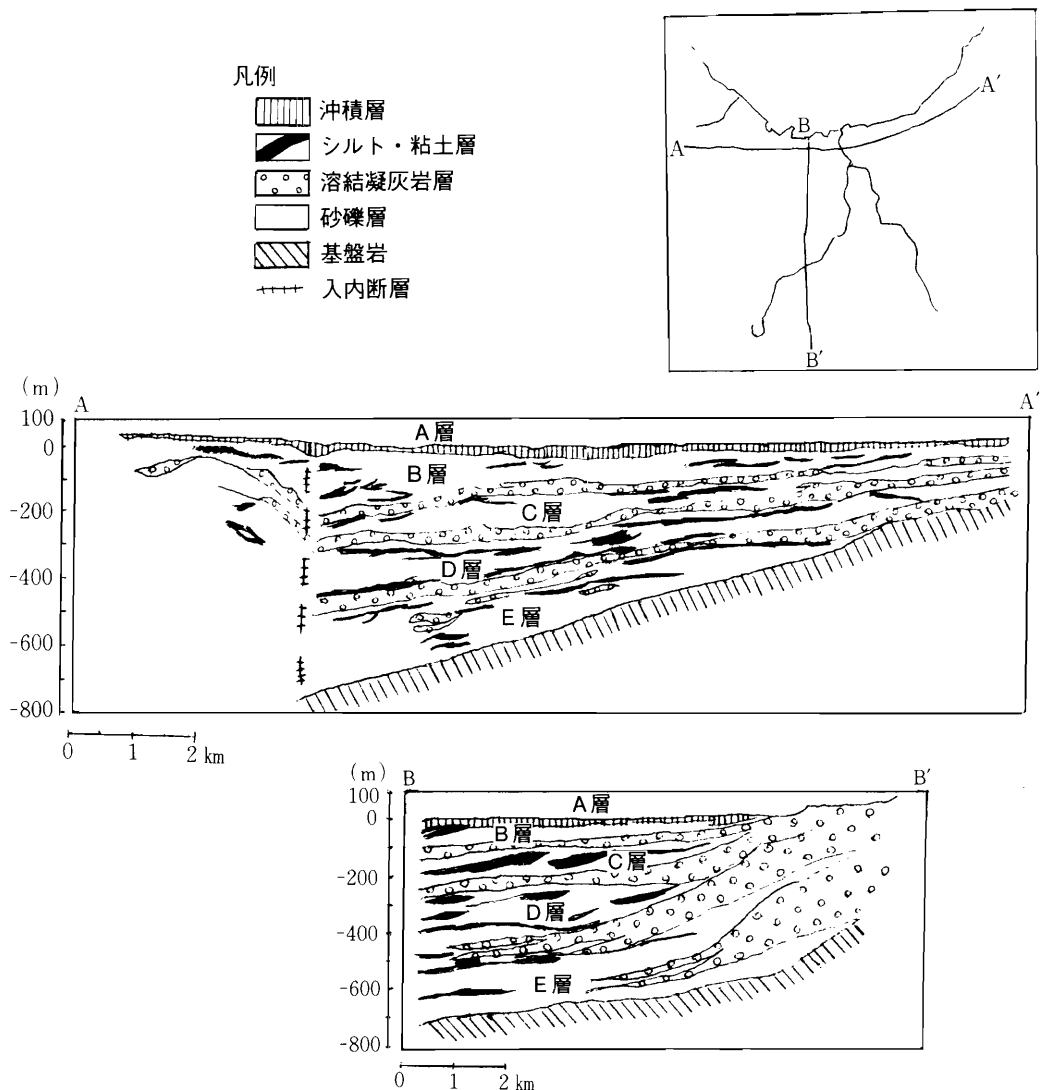 凡例
沖積層
シルト・粘土層
溶結凝灰岩層
砂礫層
基盤岩
入内断層
A
A′
B
B′
(m)
A
A′
100
0
-200
-400
-600
-800
A層
B層
C層
D層
E層
0 1 2 km
(m)
B
B′
100
0
-200
-400
-600
-800
A層
B層
C層
D層
E層
0 1 2 km